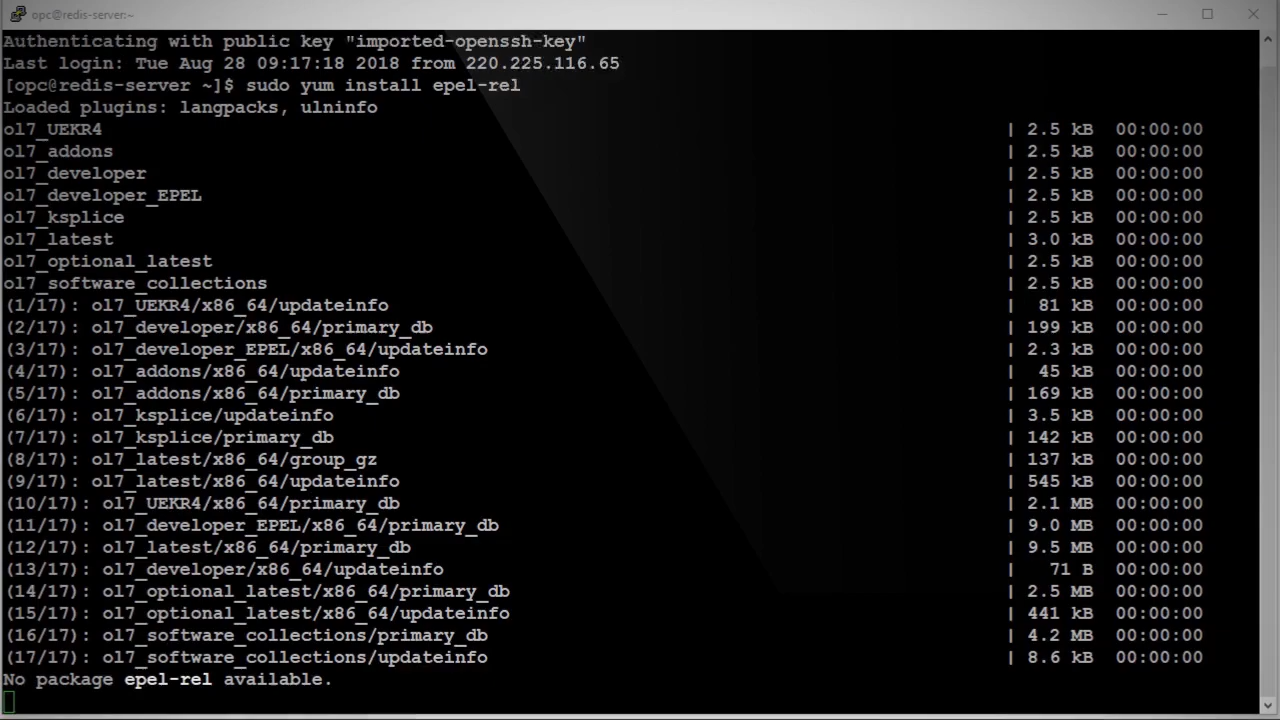 opc@redis-server:~
Authenticating with public key "imported-openssh-key"
Last login: Tue Aug 28 09:17:18 2018 from 220.225.116.65
[opc@redis-server ~]$ sudo yum install epel-rel
Loaded plugins: langpacks, ulninfo
ol7_UEKR4 | 2.5 kB 00:00:00
ol7_addons | 2.5 kB 00:00:00
ol7_developer | 2.5 kB 00:00:00
ol7_developer_EPEL | 2.5 kB 00:00:00
ol7_ksplice | 2.5 kB 00:00:00
ol7_latest | 3.0 kB 00:00:00
ol7_optional_latest | 2.5 kB 00:00:00
ol7_software_collections | 2.5 kB 00:00:00
(1/17): ol7_UEKR4/x86_64/updateinfo | 81 kB 00:00:00
(2/17): ol7_developer/x86_64/primary_db | 199 kB 00:00:00
(3/17): ol7_developer_EPEL/x86_64/updateinfo | 2.3 kB 00:00:00
(4/17): ol7_addons/x86_64/updateinfo | 45 kB 00:00:00
(5/17): ol7_addons/x86_64/primary_db | 169 kB 00:00:00
(6/17): ol7_ksplice/updateinfo | 3.5 kB 00:00:00
(7/17): ol7_ksplice/primary_db | 142 kB 00:00:00
(8/17): ol7_latest/x86_64/group_gz | 137 kB 00:00:00
(9/17): ol7_latest/x86_64/updateinfo | 545 kB 00:00:00
(10/17): ol7_UEKR4/x86_64/primary_db | 2.1 MB 00:00:00
(11/17): ol7_developer_EPEL/x86_64/primary_db | 9.0 MB 00:00:00
(12/17): ol7_latest/x86_64/primary_db | 9.5 MB 00:00:00
(13/17): ol7_developer/x86_64/updateinfo | 71 B 00:00:00
(14/17): ol7_optional_latest/x86_64/primary_db | 2.5 MB 00:00:00
(15/17): ol7_optional_latest/x86_64/updateinfo | 441 kB 00:00:00
(16/17): ol7_software_collections/primary_db | 4.2 MB 00:00:00
(17/17): ol7_software_collections/updateinfo | 8.6 kB 00:00:00
No package epel-rel available.